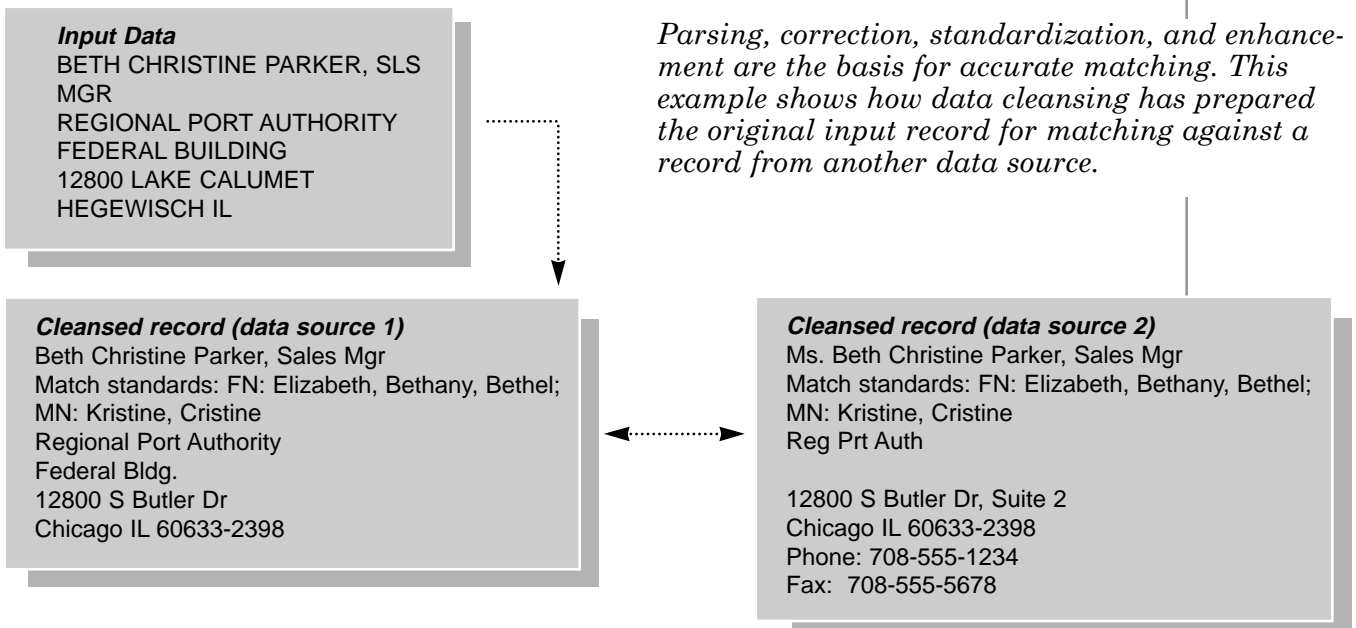 Input Data
BETH CHRISTINE PARKER, SLS
MGR
REGIONAL PORT AUTHORITY
FEDERAL BUILDING
12800 LAKE CALUMET
HEGEWISCH IL
Parsing, correction, standardization, and enhance-
ment are the basis for accurate matching. This
example shows how data cleansing has prepared
the original input record for matching against a
record from another data source.
Cleansed record (data source 1)
Beth Christine Parker, Sales Mgr
Match standards: FN: Elizabeth, Bethany, Bethel;
MN: Kristine, Cristine
Regional Port Authority
Federal Bldg.
12800 S Butler Dr
Chicago IL 60633-2398
Cleansed record (data source 2)
Ms. Beth Christine Parker, Sales Mgr
Match standards: FN: Elizabeth, Bethany, Bethel;
MN: Kristine, Cristine
Reg Prt Auth
12800 S Butler Dr, Suite 2
Chicago IL 60633-2398
Phone: 708-555-1234
Fax: 708-555-5678